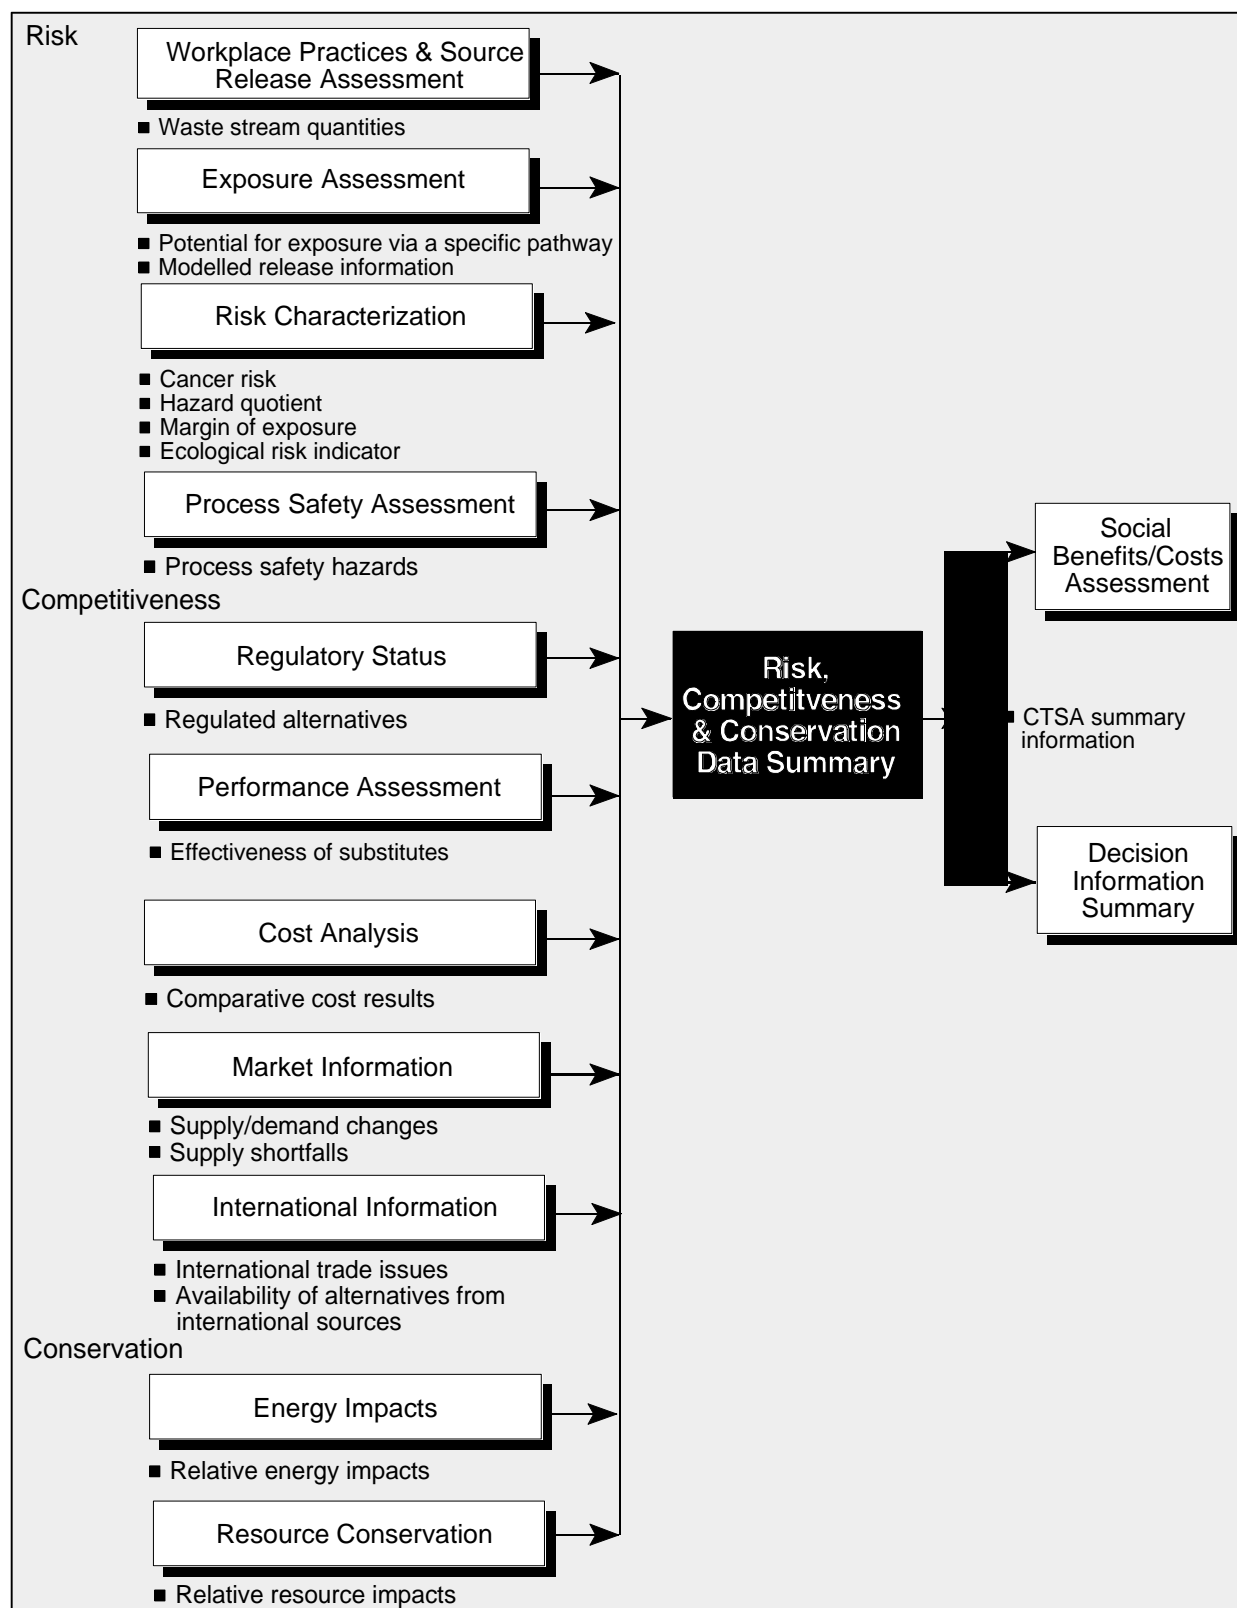 Risk
Workplace Practices & Source
Release Assessment
■ Waste stream quantities
Exposure Assessment
■ Potential for exposure via a specific pathway
■ Modelled release information
Risk Characterization
■ Cancer risk
■ Hazard quotient
■ Margin of exposure
■ Ecological risk indicator
Process Safety Assessment
■ Process safety hazards
Competitiveness
Regulatory Status
■ Regulated alternatives
Performance Assessment
■ Effectiveness of substitutes
Cost Analysis
■ Comparative cost results
Market Information
■ Supply/demand changes
■ Supply shortfalls
International Information
■ International trade issues
■ Availability of alternatives from
international sources
Conservation
Energy Impacts
■ Relative energy impacts
Resource Conservation
■ Relative resource impacts
Risk,
Competitveness
& Conservation
Data Summary
Social
Benefits/Costs
Assessment
■ CTSA summary
information
Decision
Information
Summary